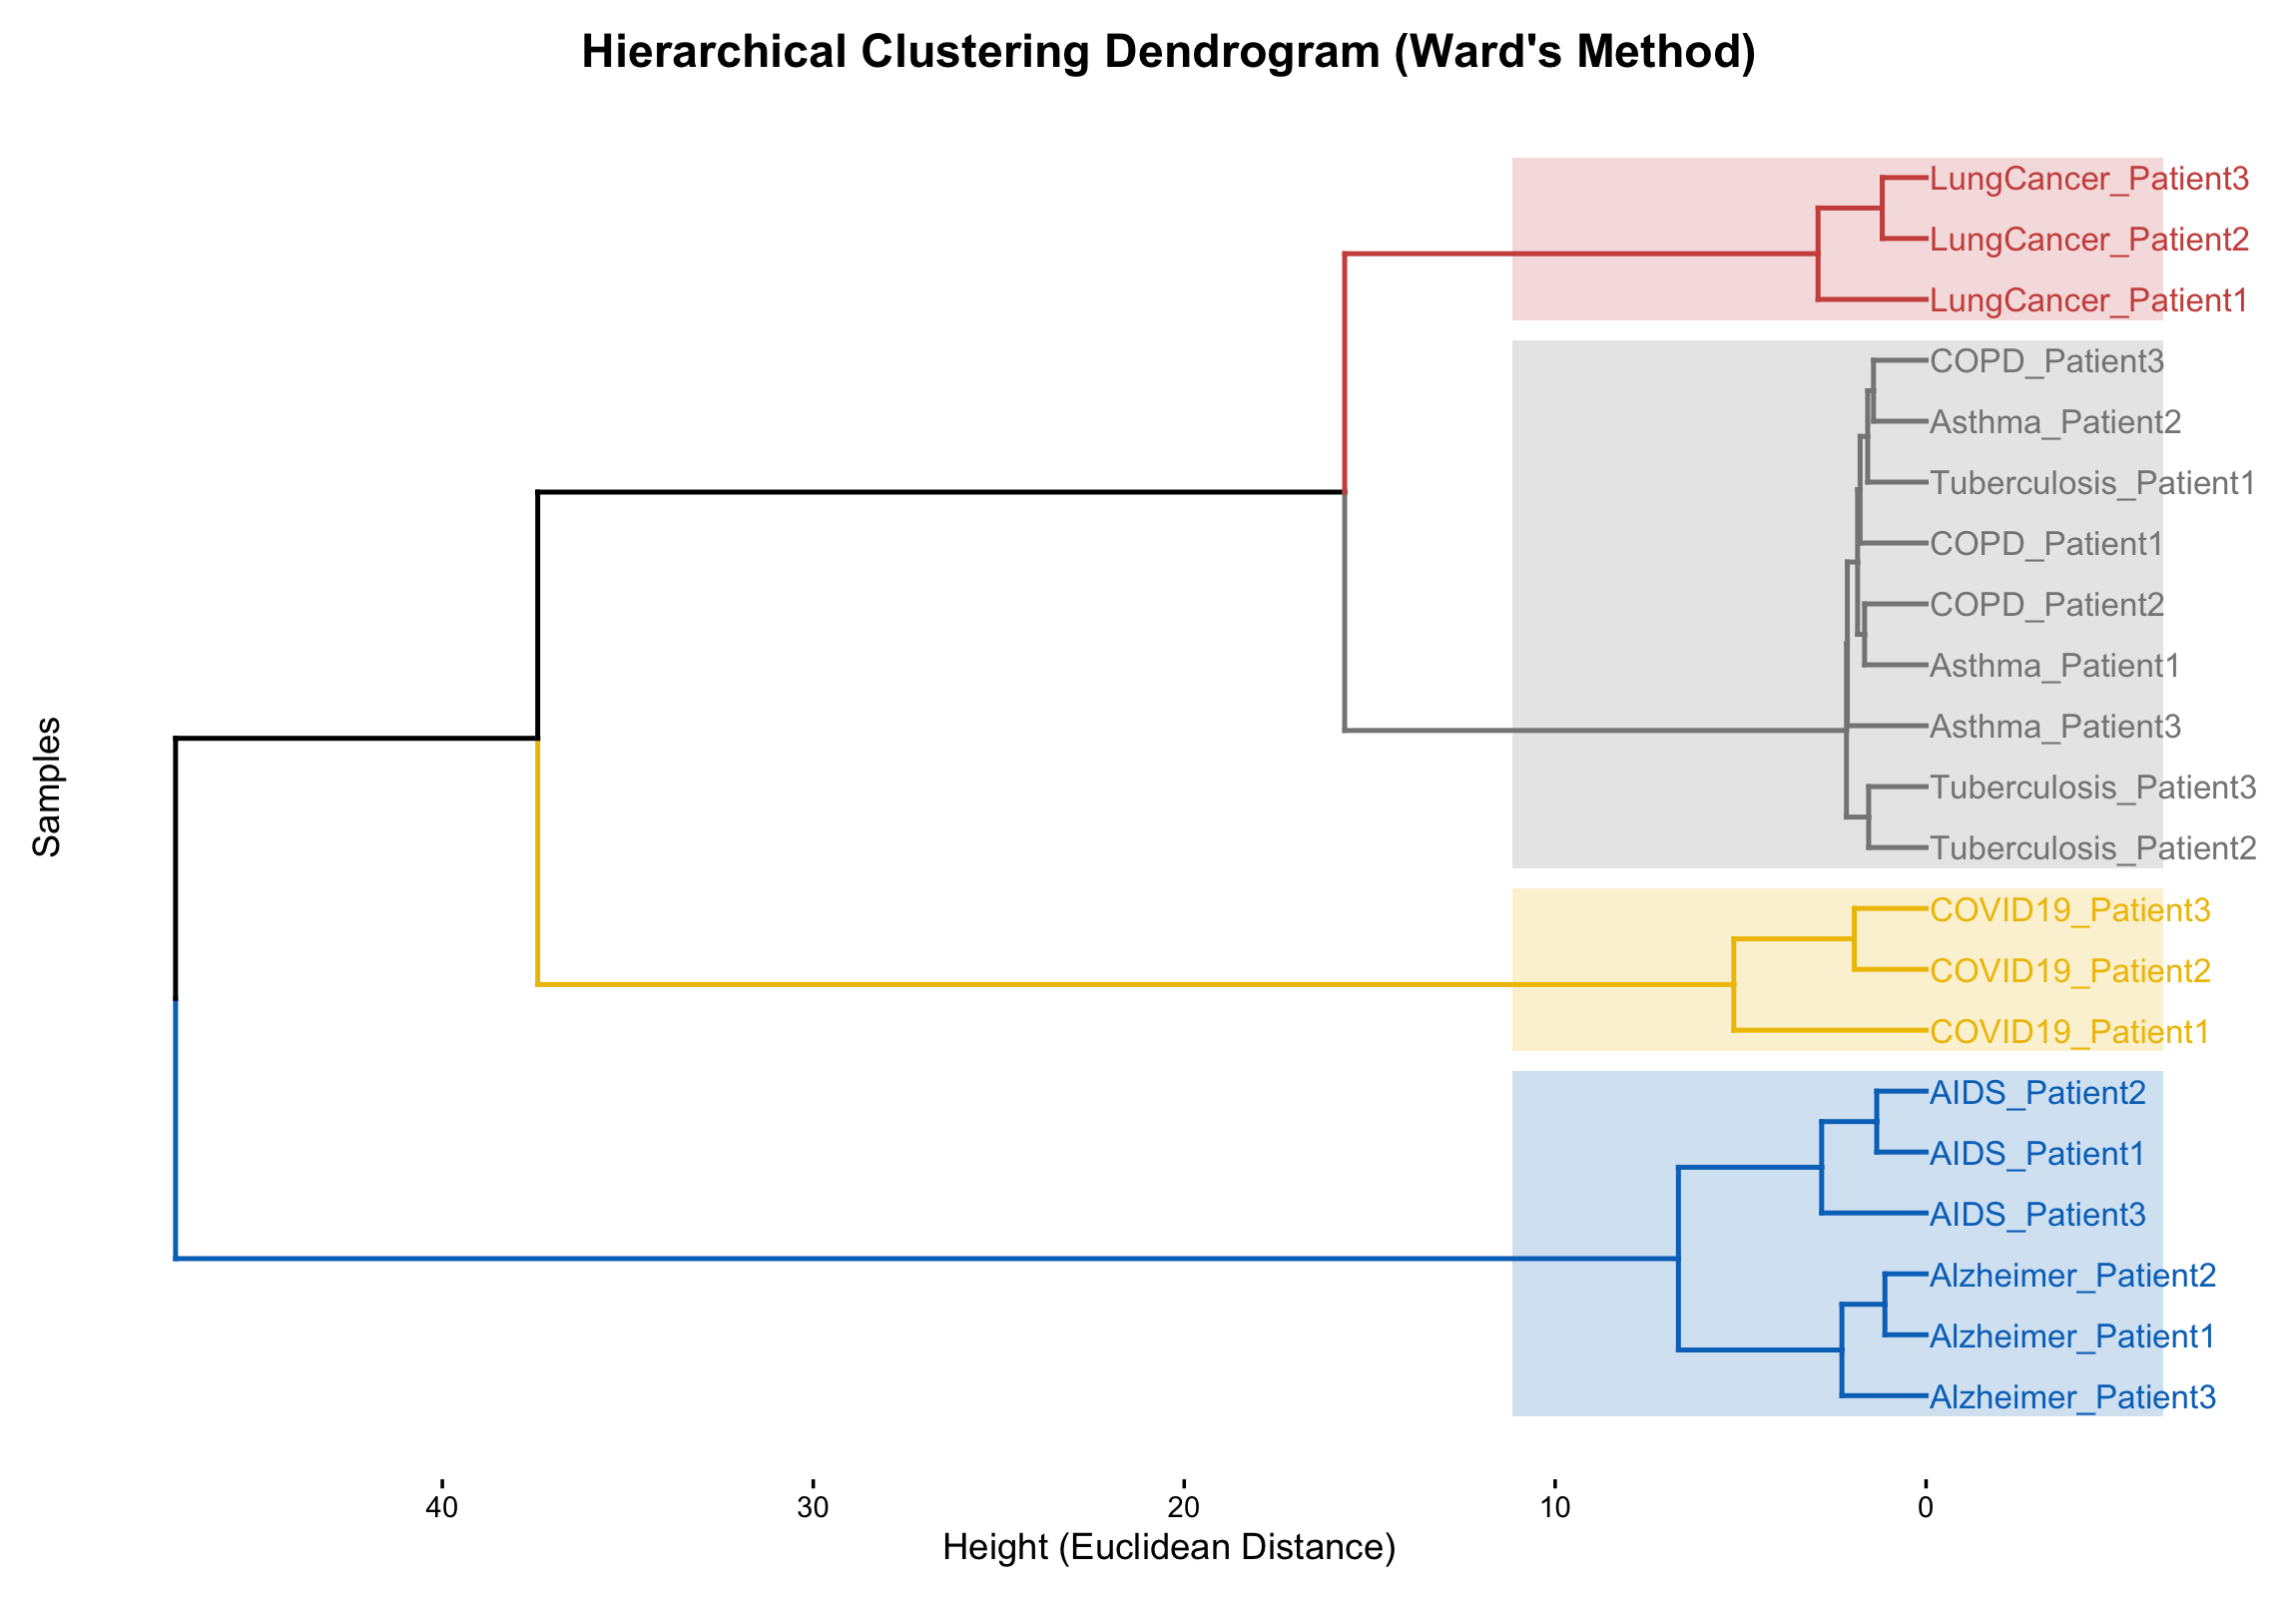 Hierarchical Clustering Dendrogram (Ward's Method)
LungCancer_Patient3
LungCancer_Patient2
LungCancer_Patient1
COPD_Patient3
Asthma_Patient2
Tuberculosis_Patient1
COPD_Patient1
COPD_Patient2
Asthma_Patient1
Asthma_Patient3
Tuberculosis_Patient3
Tuberculosis_Patient2
COVID19_Patient3
COVID19_Patient2
COVID19_Patient1
AIDS_Patient2
AIDS_Patient1
AIDS_Patient3
Alzheimer_Patient2
Alzheimer_Patient1
Alzheimer_Patient3
Samples
40 30 20 10 0
Height (Euclidean Distance)